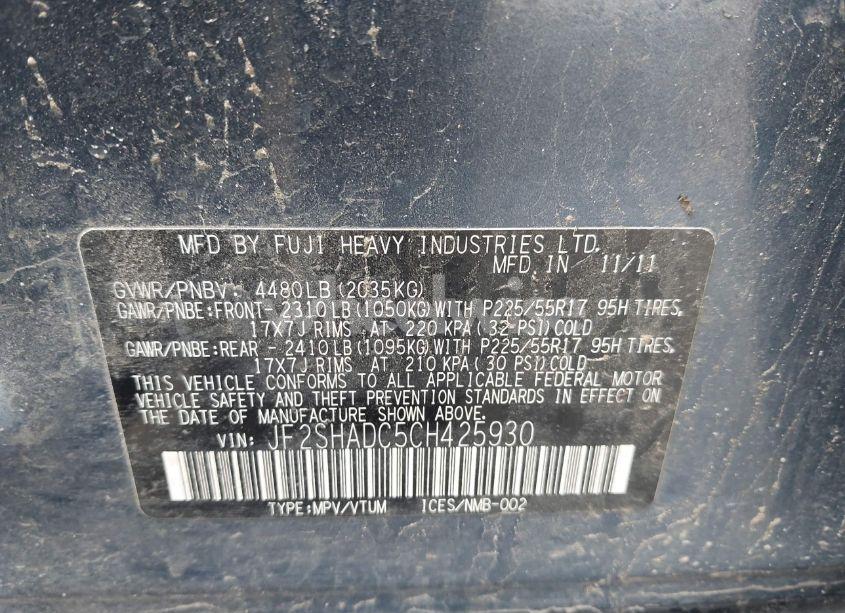 MFD BY FUJI HEAVY INDUSTRIES LTD.
MFD IN 11/11
GVWR/PNBV: 4480LB(2035KG)
GAWR/PNBE:FRONT- 2310LB(1050KG)WITH P225/55R17 95H TIRES,
17X7J RIMS AT 220 KPA(32 PSI)COLD
GAWR/PNBE:REAR - 2410LB(1095KG)WITH P225/55R17 95H TIRES,
17X7J RIMS AT 210 KPA(30 PSI)COLD
THIS VEHICLE CONFORMS TO ALL APPLICABLE FEDERAL MOTOR
VEHICLE SAFETY AND THEFT PREVENTION STANDARDS IN EFFECT ON
THE DATE OF MANUFACTURE SHOWN ABOVE.
VIN: JF2SHADC5CH425930
TYPE:MPV/VTUM ICES/NMB-002